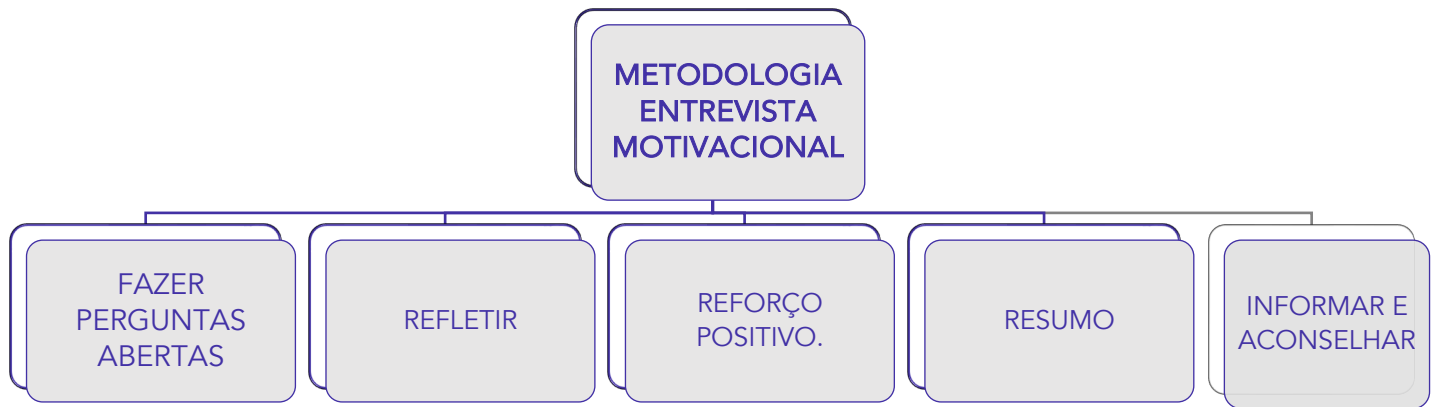 METODOLOGIA
ENTREVISTA
MOTIVACIONAL
FAZER
PERGUNTAS
ABERTAS
REFLETIR
REFORÇO
POSITIVO.
RESUMO
INFORMAR E
ACONSELHAR